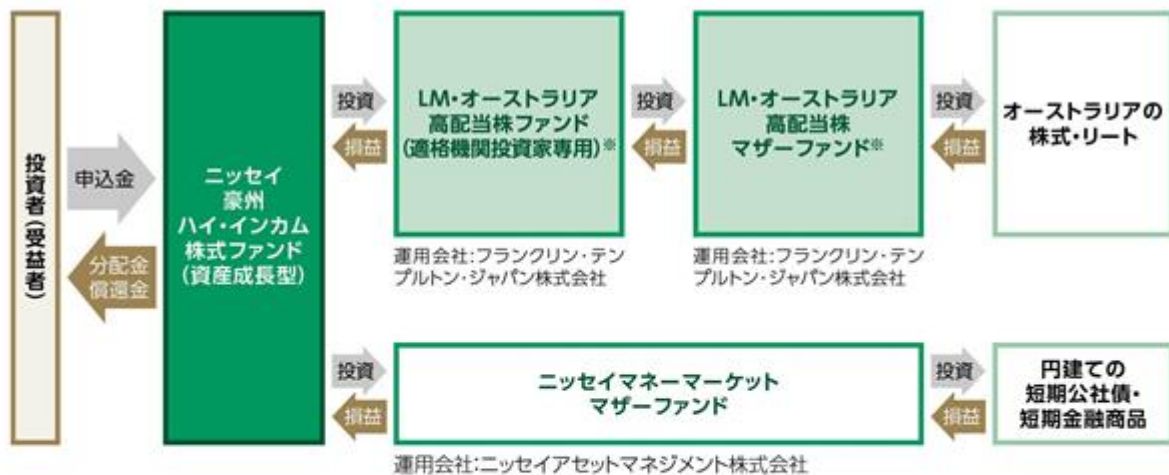 投資者(受益者)
申込金
分配金
償還金
ニッセイ
豪州
ハイ・インカム
株式ファンド
(資産成長型)
投資
損益
LM・オーストラリア
高配当株ファンド
(適格機関投資家専用)※
運用会社:フランクリン・テン
プルトン・ジャパン株式会社
投資
損益
LM・オーストラリア
高配当株
マザーファンド※
運用会社:フランクリン・テン
プルトン・ジャパン株式会社
投資
損益
オーストラリアの
株式・リート
投資
損益
ニッセイマネーマーケット
マザーファンド
運用会社:ニッセイアセットマネジメント株式会社
投資
損益
円建ての
短期公社債・
短期金融商品